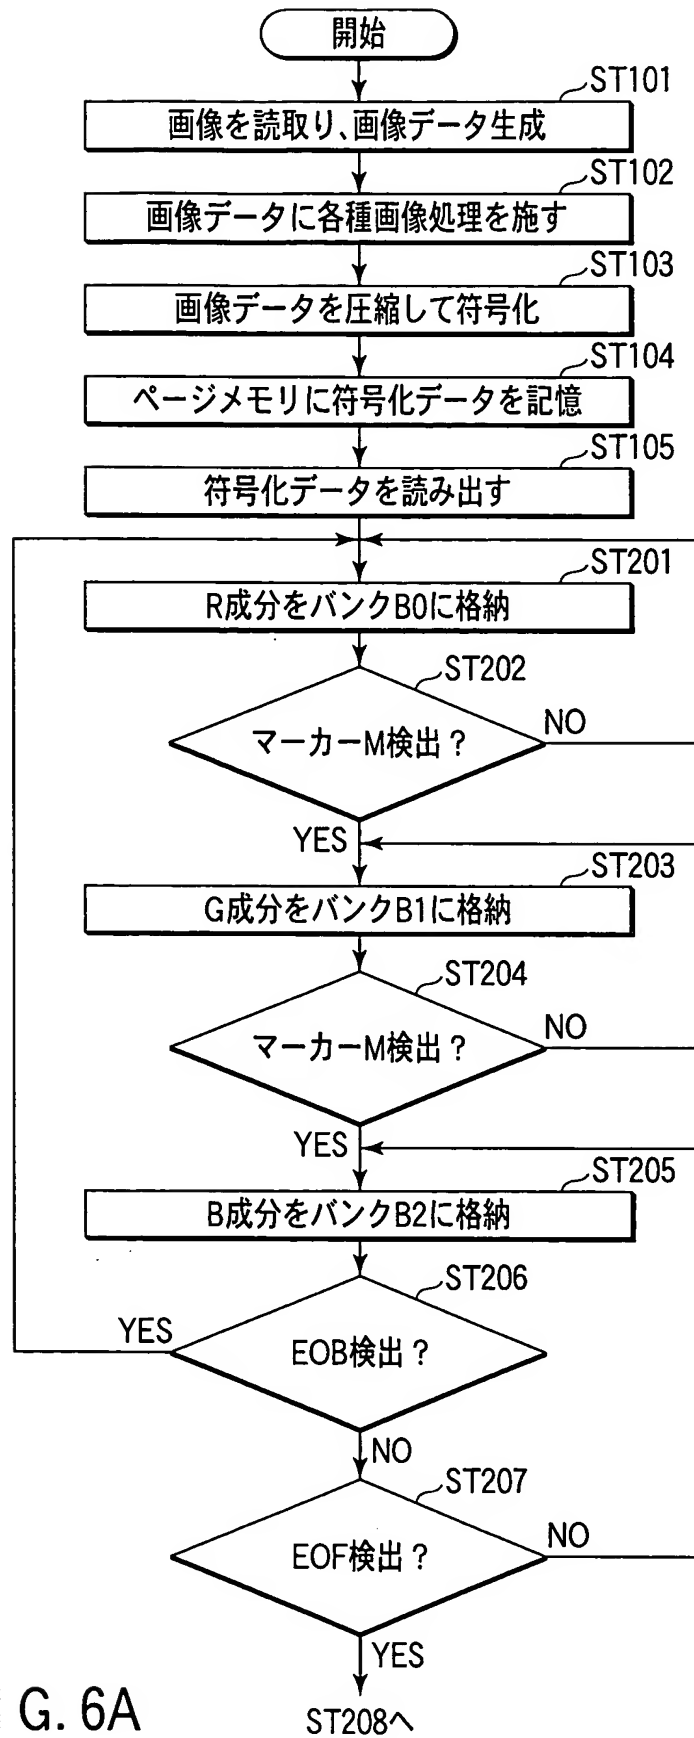 開始
ST101
画像を読取り、画像データ生成
ST102
画像データに各種画像処理を施す
ST103
画像データを圧縮して符号化
ST104
ページメモリに符号化データを記憶
ST105
符号化データを読み出す
ST201
R成分をバンクB0に格納
ST202
マーカーM検出？
NO
YES
ST203
G成分をバンクB1に格納
ST204
マーカーM検出？
NO
YES
ST205
B成分をバンクB2に格納
ST206
EOB検出？
YES
NO
ST207
EOF検出？
NO
YES
G. 6A
ST208へ